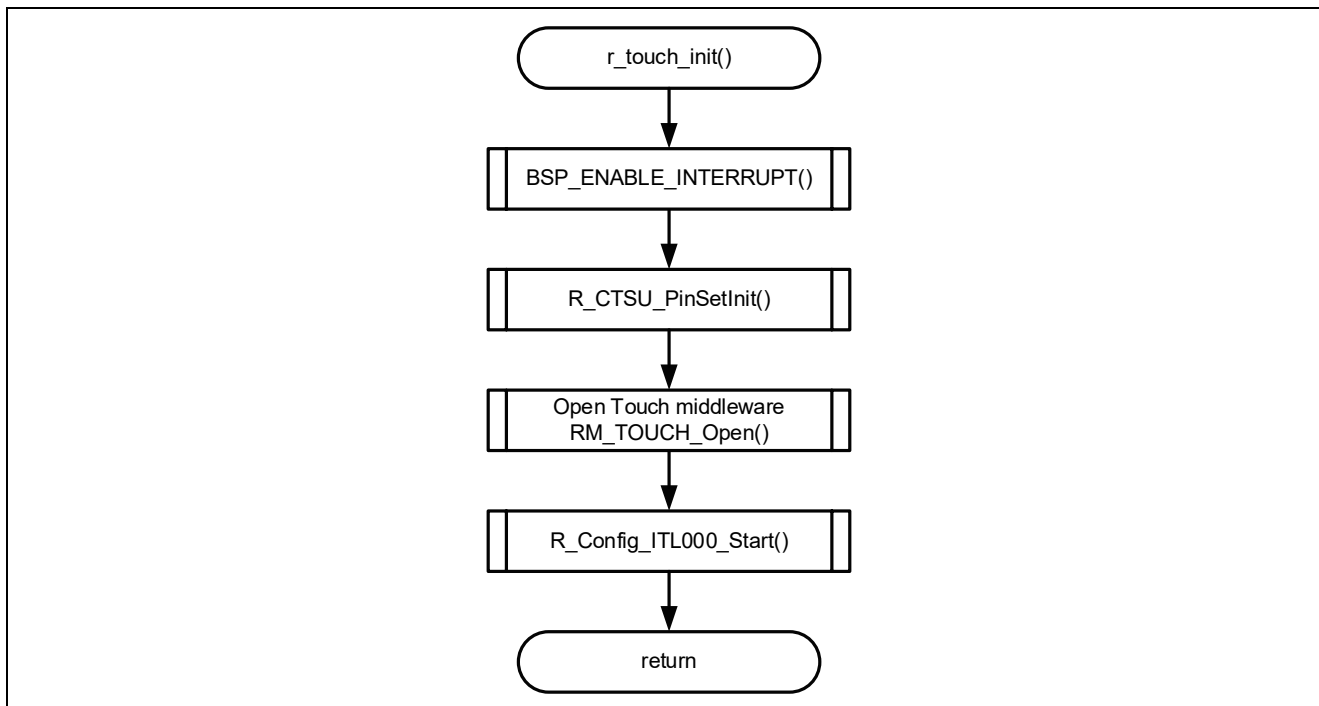 r_touch_init()
BSP_ENABLE_INTERRUPT()
R_CTSU_PinSetInit()
Open Touch middleware
RM_TOUCH_Open()
R_Config_ITL000_Start()
return